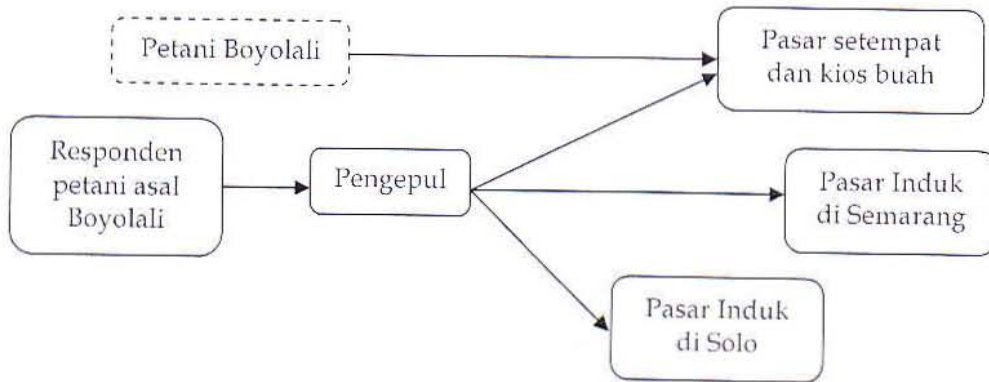 Petani Boyolali
Pasar setempat
dan kios buah
Responden
petani asal
Boyolali
Pengepul
Pasar Induk
di Semarang
Pasar Induk
di Solo